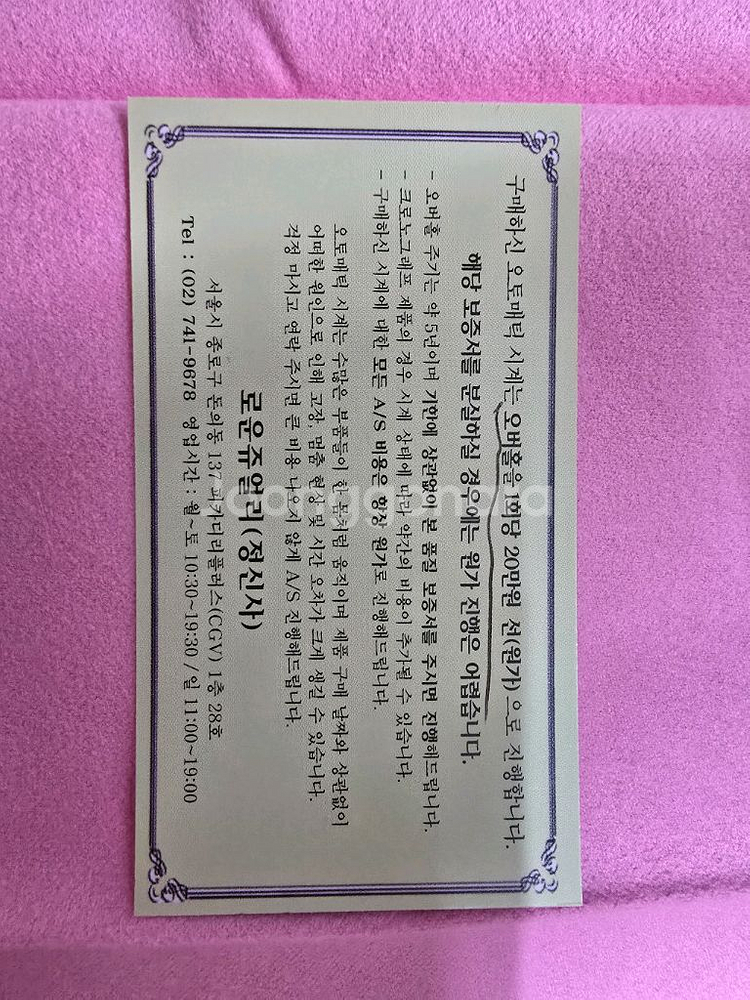 구매하신 오토매틱 시계는 오버홀을 1회당 20만원 선(원가)으로 진행합니다.
해당 보증서를 분실하실 경우에는 원가 진행은 어렵습니다.
- 오버홀 주기는 약 5년이며 기한에 상관없이 본 품질 보증서를 주시면 진행해드립니다.
- 크로노그래프 제품의 경우 시계 상태에 따라 약간의 비용이 추가될 수 있습니다.
- 구매하신 시계에 대한 모든 A/S 비용은 항상 원가로 진행해드립니다.
오토매틱 시계는 수많은 부품들이 한 몸처럼 움직이며 제품 구매 날짜와 상관없이
어떠한 원인으로 인해 고장, 멈춤 현상 및 시간 오차가 크게 생길 수 있습니다.
걱정 마시고 연락 주시면 큰 비용 나오지 않게 A/S 진행해드립니다.
로운쥬얼리(정신사)
서울시 종로구 돈의동 137 피카디리플러스(CGV) 1층 28호
Tel : (02) 741-9678 영업시간 : 월~토 10:30~19:30 / 일 11:00~19:00